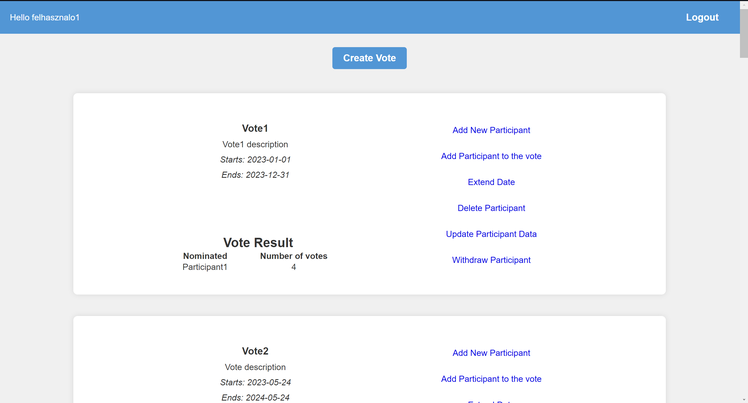 Hello felhasznalo1
Logout
Create Vote
Vote1
Vote1 description
Starts: 2023-01-01
Ends: 2023-12-31
Vote Result
Nominated Number of votes
Participant1 4
Add New Participant
Add Participant to the vote
Extend Date
Delete Participant
Update Participant Data
Withdraw Participant
Vote2
Vote description
Starts: 2023-05-24
Ends: 2024-05-24
Add New Participant
Add Participant to the vote
Extend Date